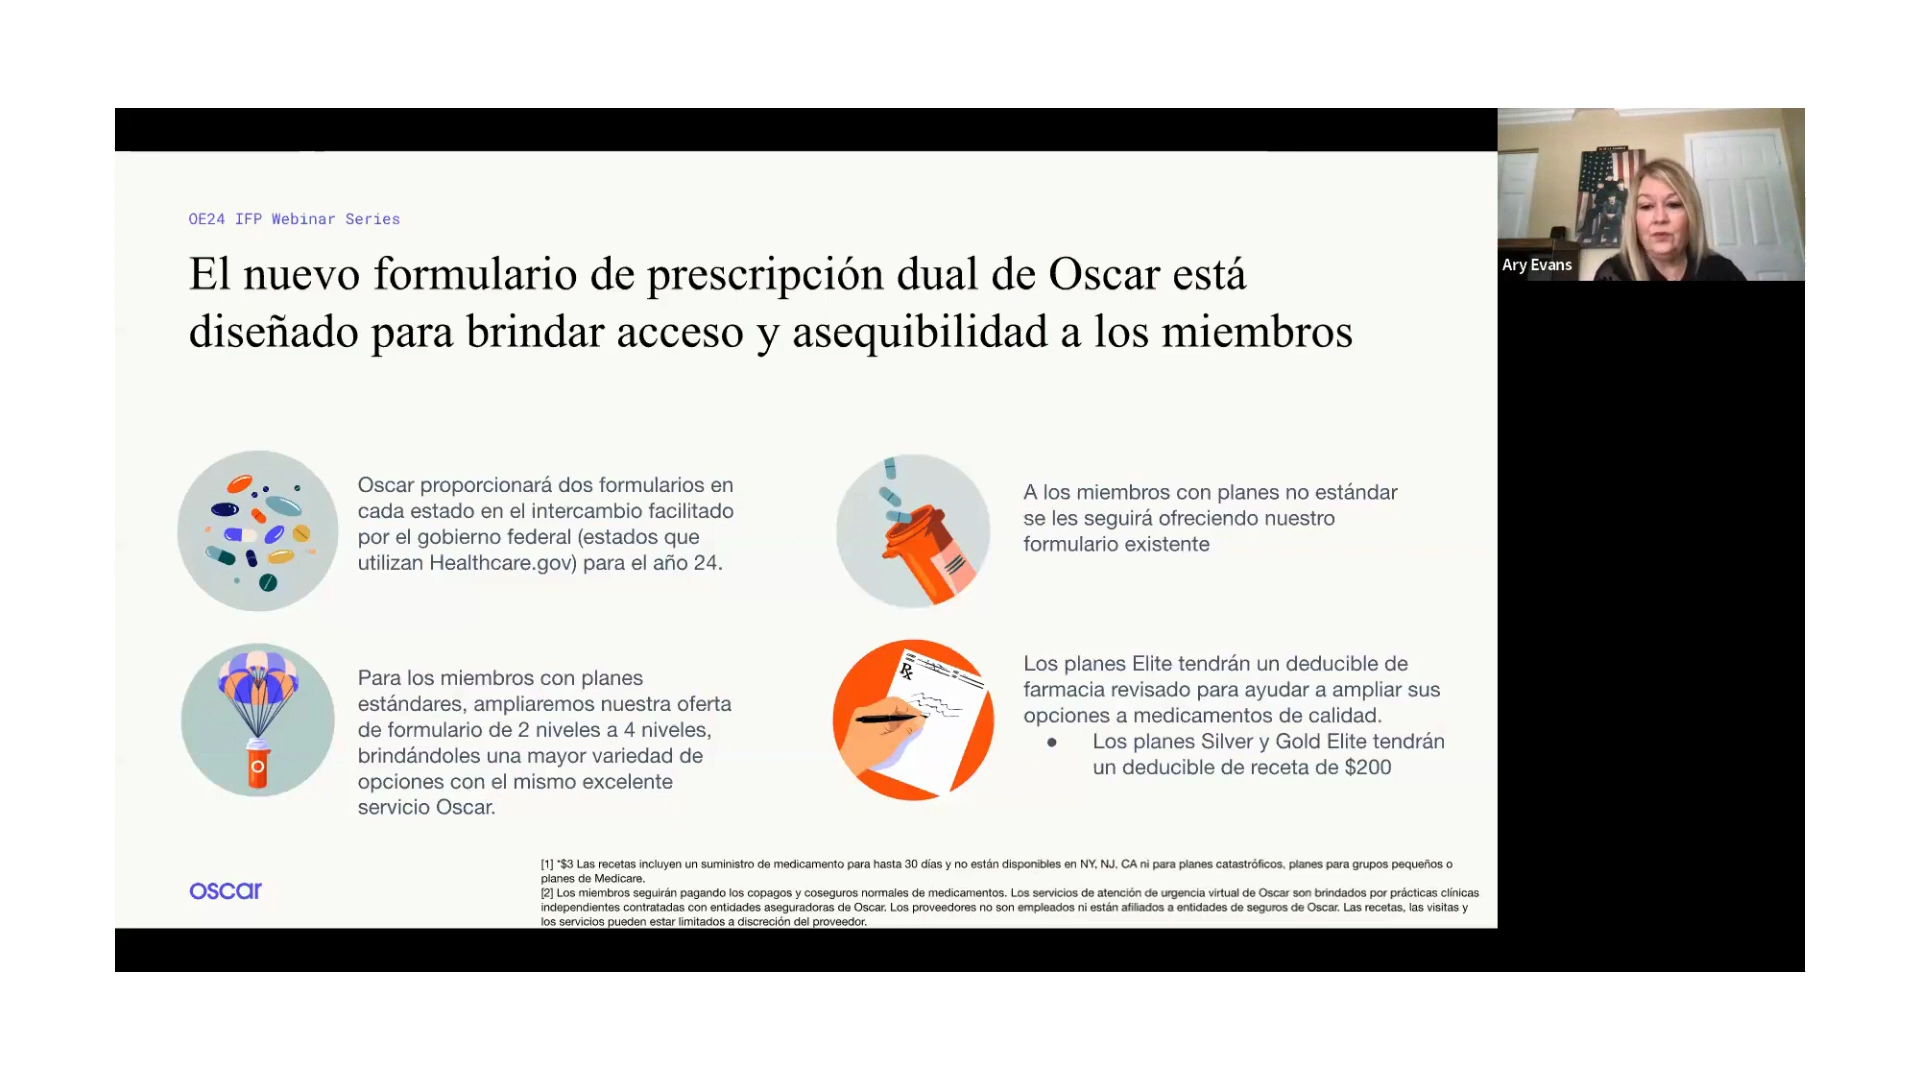 OE24 IFP Webinar Series
El nuevo formulario de prescripción dual de Oscar está
diseñado para brindar acceso y asequibilidad a los miembros
Oscar proporcionará dos formularios en
cada estado en el intercambio facilitado
por el gobierno federal (estados que
utilizan Healthcare.gov) para el año 24.
A los miembros con planes no estándar
se les seguirá ofreciendo nuestro
formulario existente
Para los miembros con planes
estándares, ampliaremos nuestra oferta
de formulario de 2 niveles a 4 niveles,
brindándoles una mayor variedad de
opciones con el mismo excelente
servicio Oscar.
Los planes Elite tendrán un deducible de
farmacia revisado para ayudar a ampliar sus
opciones a medicamentos de calidad.
● Los planes Silver y Gold Elite tendrán
un deducible de receta de $200
[1] *$3 Las recetas incluyen un suministro de medicamento para hasta 30 días y no están disponibles en NY, NJ, CA ni para planes catastróficos, planes para grupos pequeños o
planes de Medicare.
[2] Los miembros seguirán pagando los copagos y coseguros normales de medicamentos. Los servicios de atención de urgencia virtual de Oscar son brindados por prácticas clínicas
independientes contratadas con entidades aseguradoras de Oscar. Los proveedores no son empleados ni están afiliados a entidades de seguros de Oscar. Las recetas, las visitas y
los servicios pueden estar limitados a discreción del proveedor.
oscar
Rx
Ary Evans